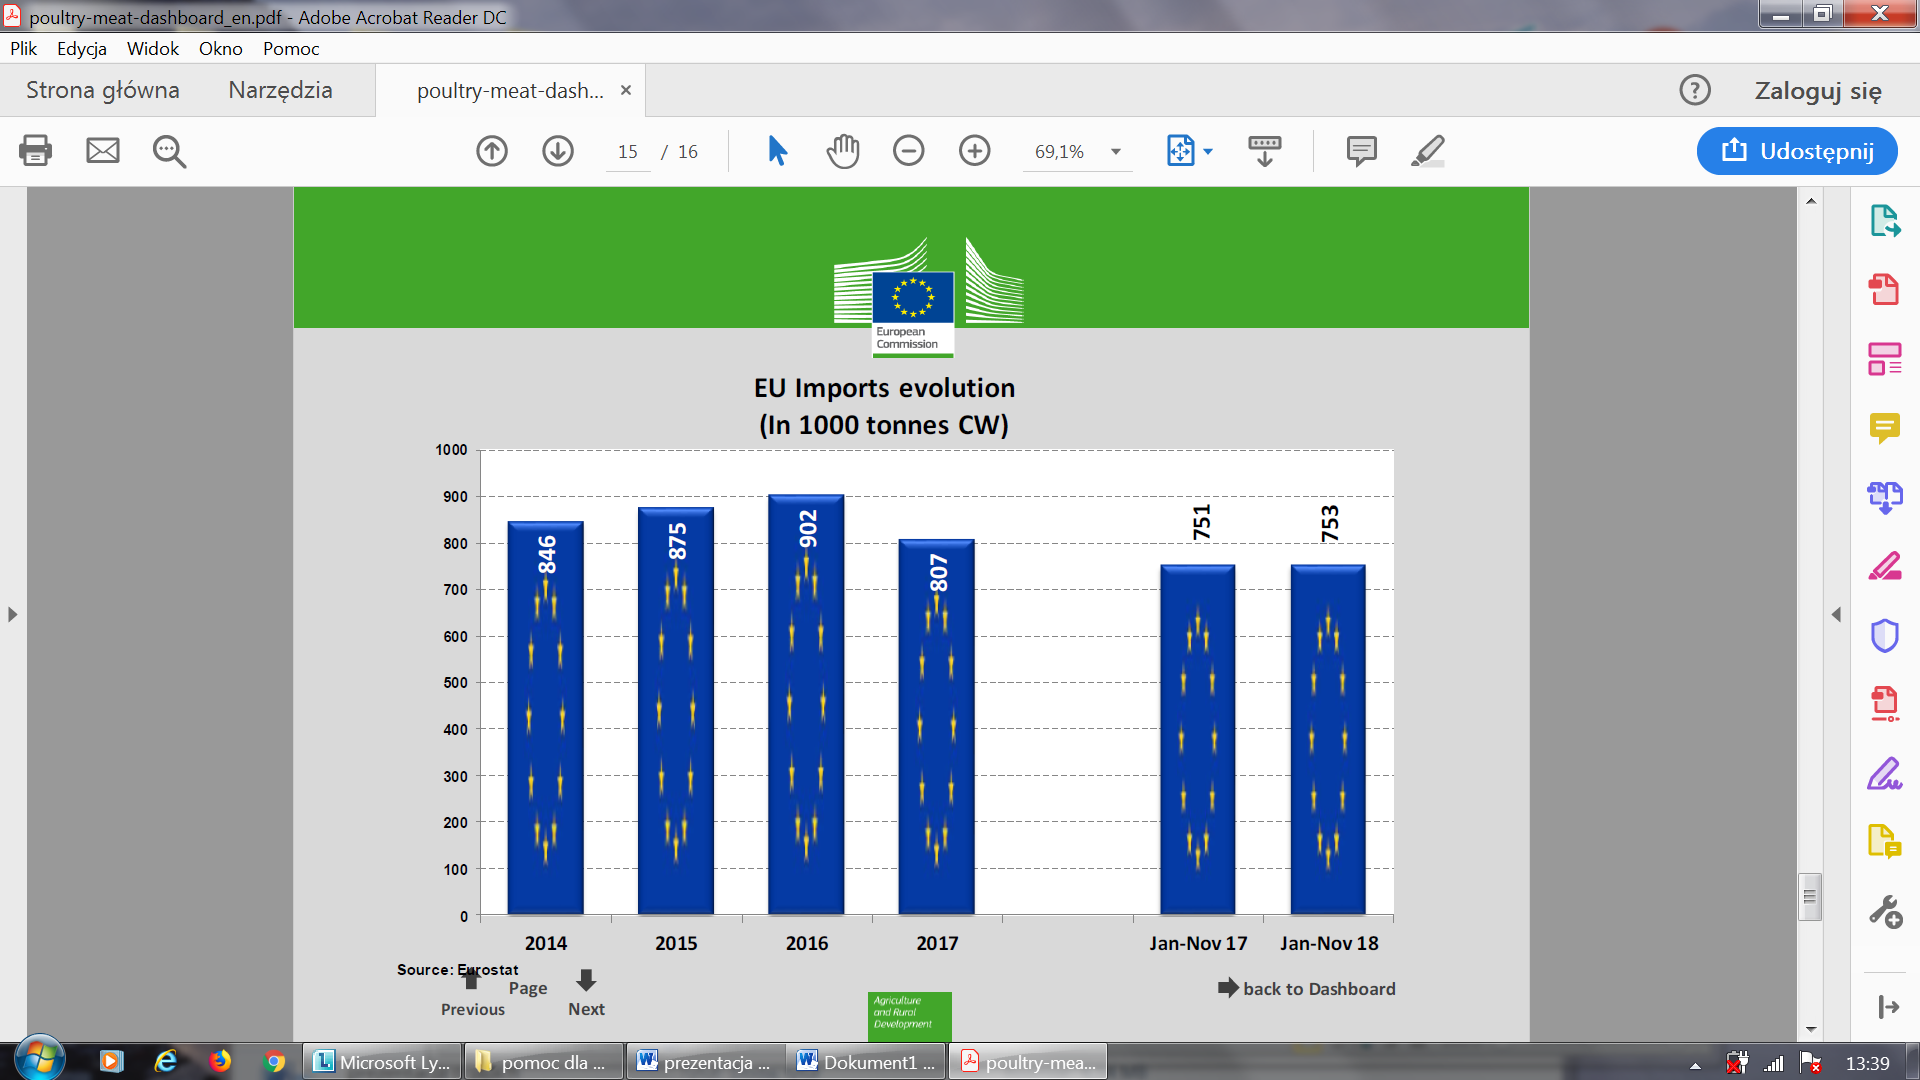 poultry-meat-dashboard_en.pdf - Adobe Acrobat Reader DC
Plik Edycja Widok Okno Pomoc
Strona główna Narzędzia poultry-meat-dash... × ? Zaloguj się
15 / 16 69,1% Udostępnij
European
Commission
EU Imports evolution
(In 1000 tonnes CW)
1000
900
800
700
600
500
400
300
200
100
0
846
875
902
807
751
753
2014 2015 2016 2017 Jan-Nov 17 Jan-Nov 18
Source: Eurostat
Previous Page Next
back to Dashboard
Agriculture
and Rural
Development
Microsoft Ly... pomoc dla ... prezentacja ... Dokument1 ... poultry-mea... 13:39